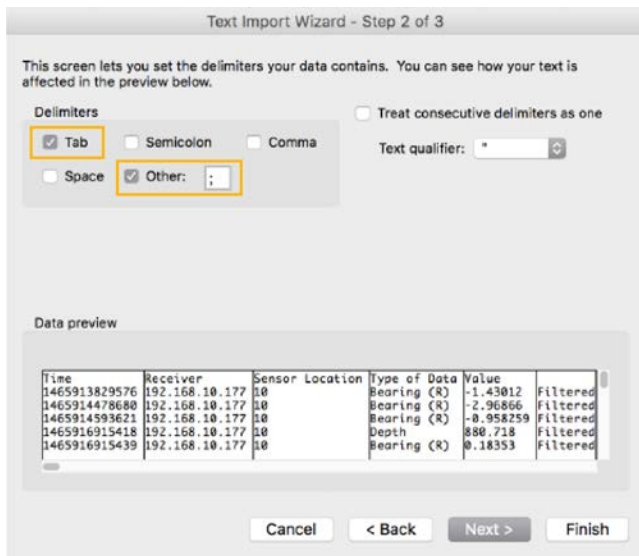 Text Import Wizard - Step 2 of 3
This screen lets you set the delimiters your data contains. You can see how your text is
affected in the preview below.
Delimiters
Treat consecutive delimiters as one
Tab Semicolon Comma
Text qualifier: "
Space Other: ;
Data preview
Time Receiver Sensor Location Type of Data Value
1465913829576 192.168.10.177 10 Bearing (R) -1.43012 Filtered
1465914478680 192.168.10.177 10 Bearing (R) -2.96866 Filtered
1465914593621 192.168.10.177 10 Bearing (R) -0.958259 Filtered
1465916915418 192.168.10.177 10 Depth 880.718 Filtered
1465916915439 192.168.10.177 10 Bearing (R) 0.18353 Filtered
Cancel < Back Next > Finish